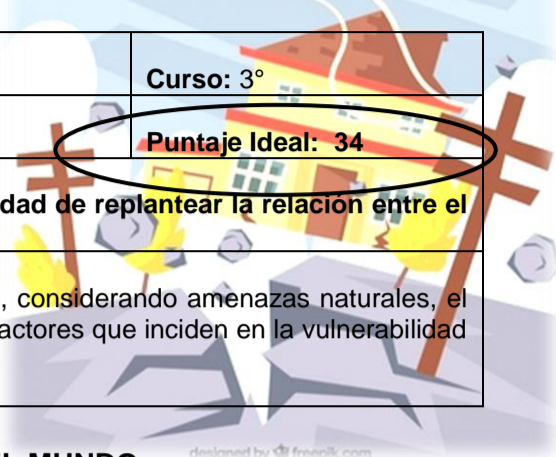 Curso: 3°
Puntaje Ideal: 34
dad de replantear la relación entre el
, considerando amenazas naturales, el
actores que inciden en la vulnerabilidad
MUNDO
designed by freepik.com